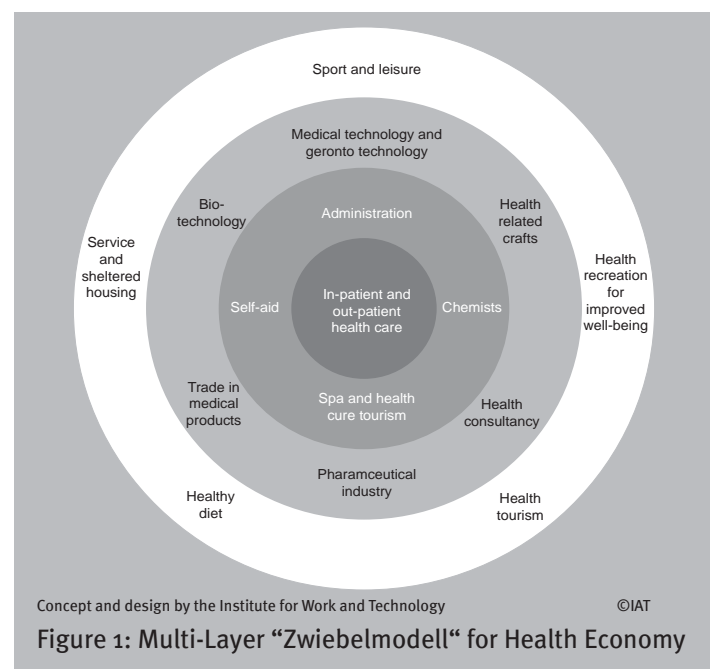 Sport and leisure
Medical technology and
geronto technology
Bio-
technology
Administration
Health
related
crafts
Service
and
sheltered
housing
Self-aid
In-patient and
out-patient
health care
Chemists
Health
recreation
for
improved
well-being
Trade in
medical
products
Spa and health
cure tourism
Health
consultancy
Pharamceutical
industry
Healthy
diet
Health
tourism
Concept and design by the Institute for Work and Technology ©IAT
Figure 1: Multi-Layer “Zwiebelmodell“ for Health Economy